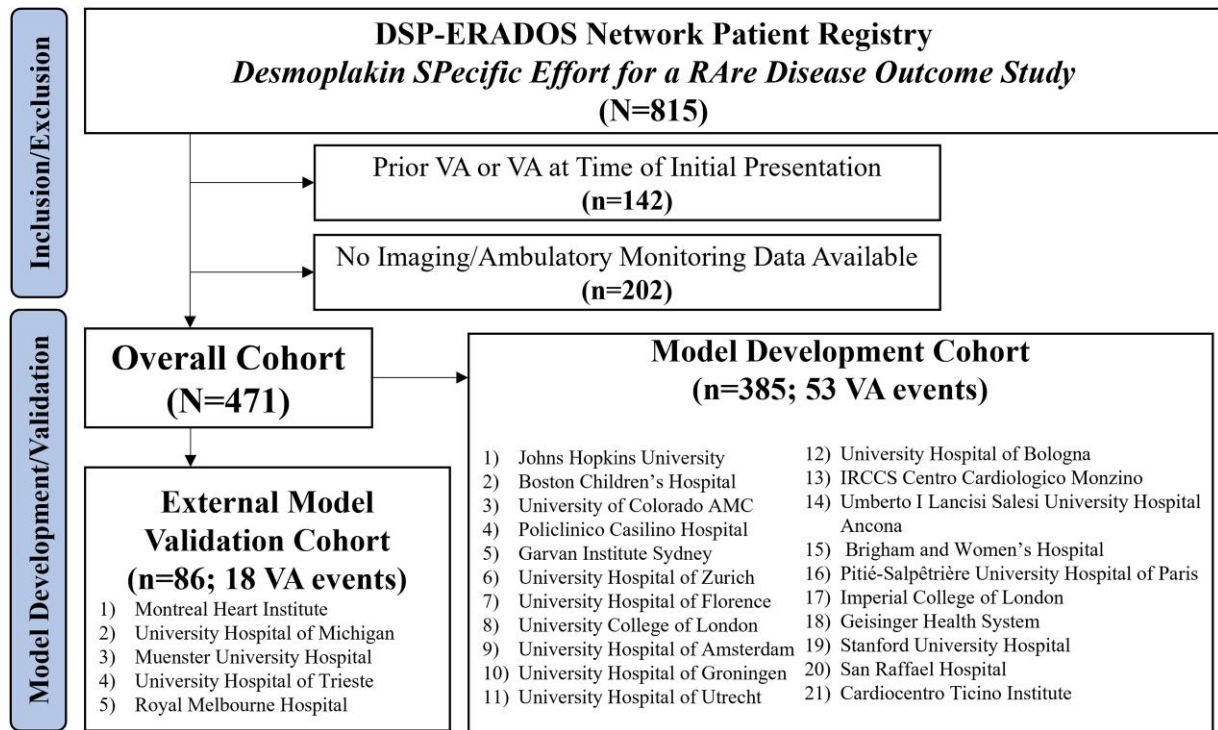 Inclusion/Exclusion
DSP-ERADOS Network Patient Registry
Desmoplakin SPecific Effort for a RAre Disease Outcome Study
(N=815)
Prior VA or VA at Time of Initial Presentation
(n=142)
No Imaging/Ambulatory Monitoring Data Available
(n=202)
Model Development/Validation
Overall Cohort
(N=471)
External Model
Validation Cohort
(n=86; 18 VA events)
1) Montreal Heart Institute
2) University Hospital of Michigan
3) Muenster University Hospital
4) University Hospital of Trieste
5) Royal Melbourne Hospital
Model Development Cohort
(n=385; 53 VA events)
1) Johns Hopkins University
2) Boston Children's Hospital
3) University of Colorado AMC
4) Policlinico Casilino Hospital
5) Garvan Institute Sydney
6) University Hospital of Zurich
7) University Hospital of Florence
8) University College of London
9) University Hospital of Amsterdam
10) University Hospital of Groningen
11) University Hospital of Utrecht
12) University Hospital of Bologna
13) IRCCS Centro Cardiologico Monzino
14) Umberto I Lancisi Salesi University Hospital
Ancona
15) Brigham and Women's Hospital
16) Pitié-Salpêtrière University Hospital of Paris
17) Imperial College of London
18) Geisinger Health System
19) Stanford University Hospital
20) San Raffael Hospital
21) Cardiocentro Ticino Institute